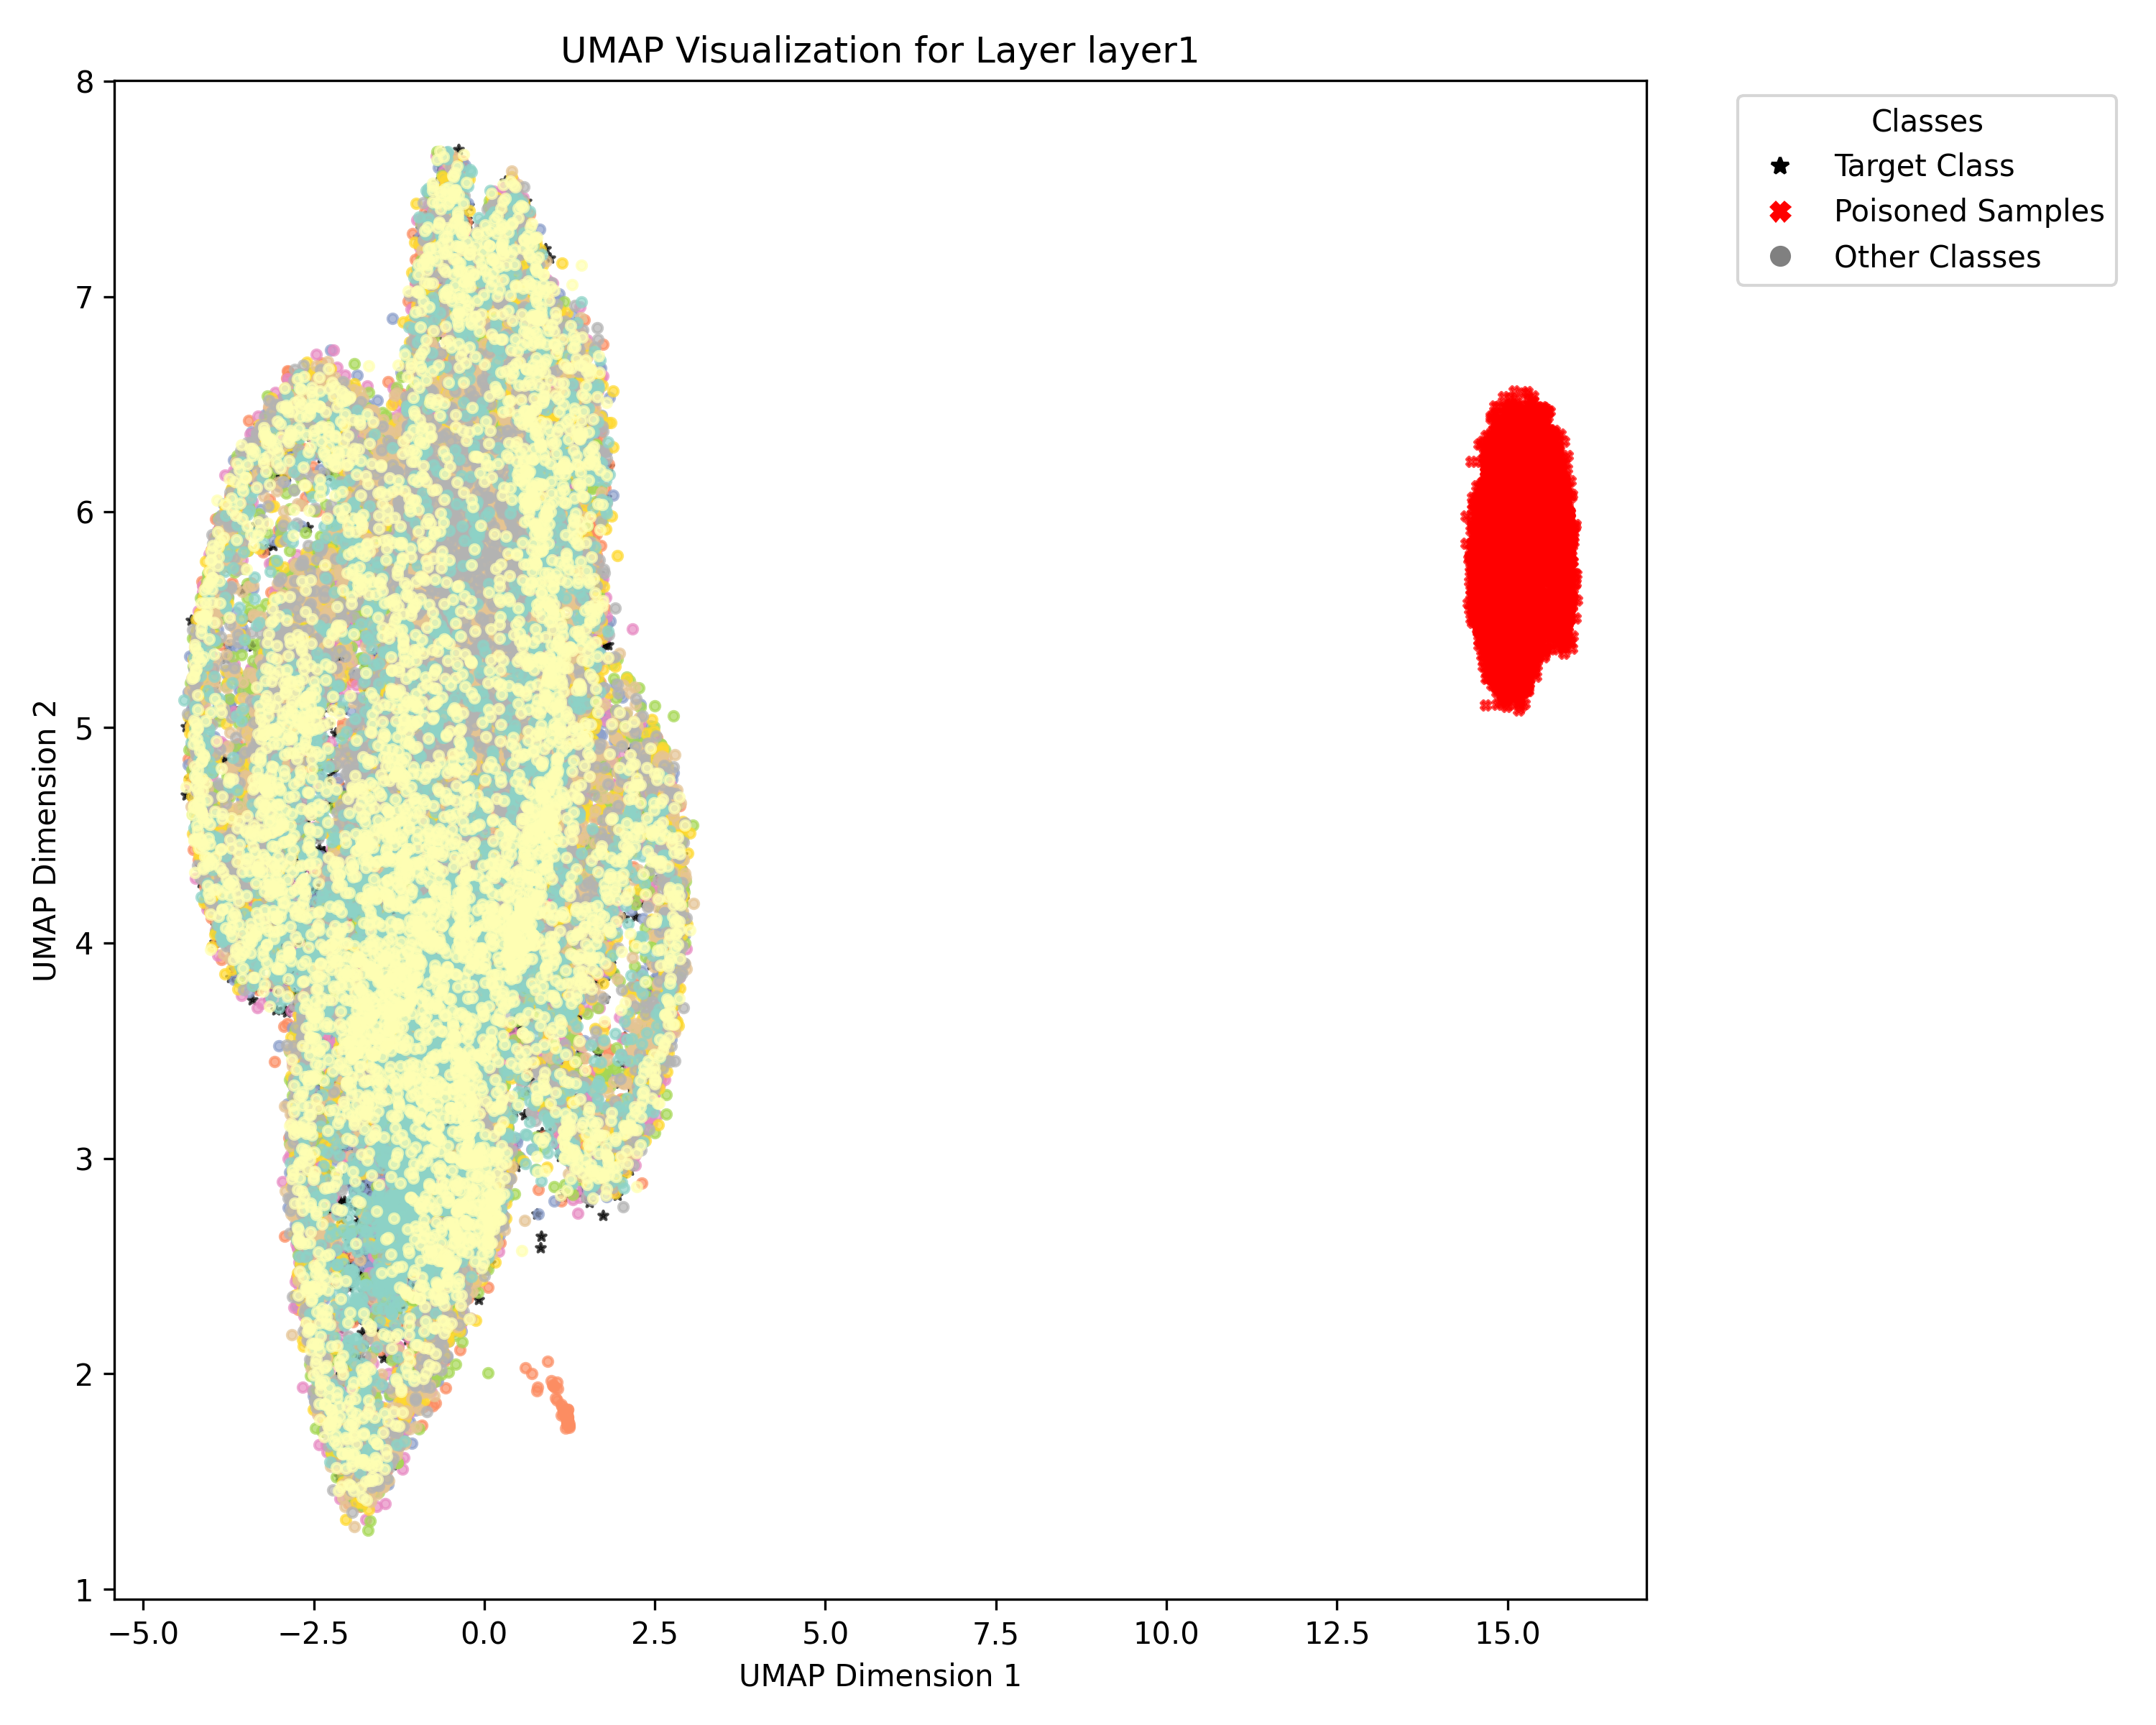 UMAP Visualization for Layer layer1
Classes
Target Class
Poisoned Samples
Other Classes
8
7
6
5
4
3
2
1
UMAP Dimension 2
−5.0 −2.5 0.0 2.5 5.0 7.5 10.0 12.5 15.0
UMAP Dimension 1